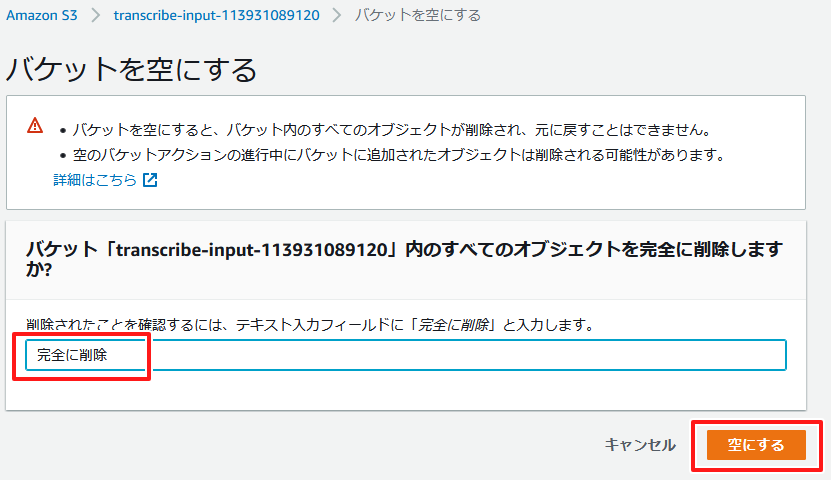 Amazon S3 > transcribe-input-113931089120 > バケットを空にする
バケットを空にする
• バケットを空にすると、バケット内のすべてのオブジェクトが削除され、元に戻すことはできません。
• 空のバケットアクションの進行中にバケットに追加されたオブジェクトは削除される可能性があります。
詳細はこちら
バケット「transcribe-input-113931089120」内のすべてのオブジェクトを完全に削除します
か?
削除されたことを確認するには、テキスト入力フィールドに「完全に削除」と入力します。
完全に削除
キャンセル 空にする